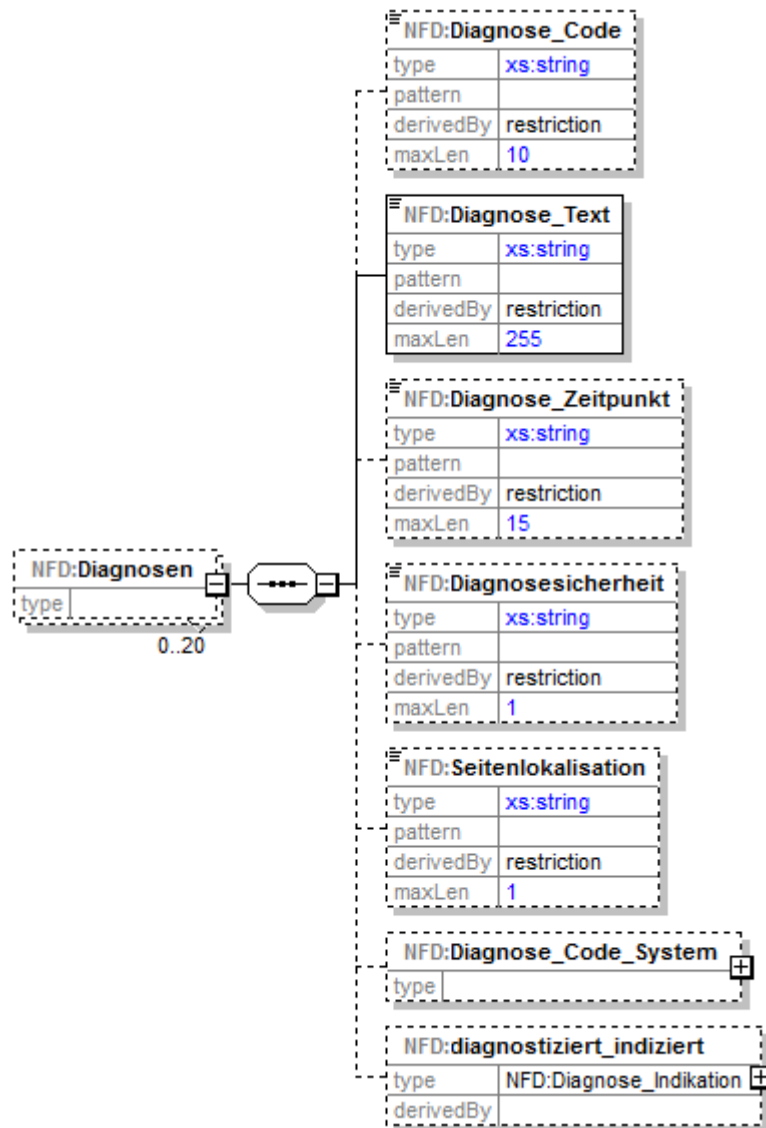 NFD:Diagnose_Code
type xs:string
pattern
derivedBy restriction
maxLen 10
NFD:Diagnose_Text
type xs:string
pattern
derivedBy restriction
maxLen 255
NFD:Diagnose_Zeitpunkt
type xs:string
pattern
derivedBy restriction
maxLen 15
NFD:Diagnosen
type
0..20
NFD:Diagnosesicherheit
type xs:string
pattern
derivedBy restriction
maxLen 1
NFD:Seitenlokalisation
type xs:string
pattern
derivedBy restriction
maxLen 1
NFD:Diagnose_Code_System
type
NFD:diagnostiziert_indiziert
type NFD:Diagnose_Indikation
derivedBy